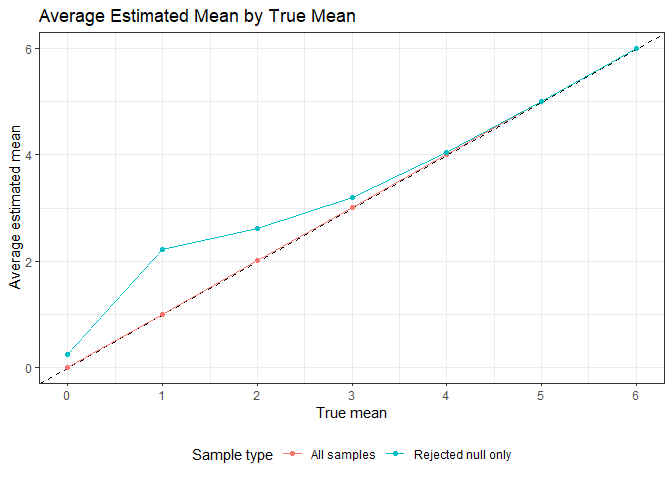 Average Estimated Mean by True Mean
Average estimated mean
6
4
2
0
0 1 2 3 4 5 6
True mean
Sample type All samples Rejected null only